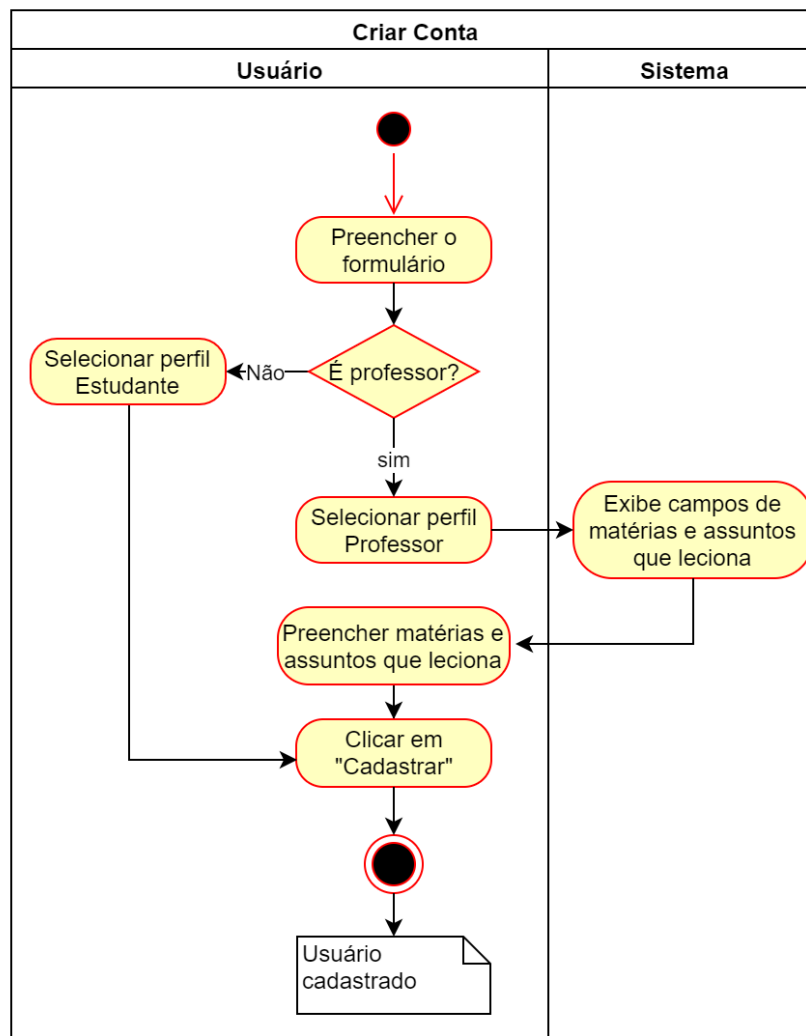 Criar Conta
Usuário
Sistema
Preencher o
formulário
É professor?
Não
Selecionar perfil
Estudante
sim
Selecionar perfil
Professor
Exibe campos de
matérias e assuntos
que leciona
Preencher matérias e
assuntos que leciona
Clicar em
"Cadastrar"
Usuário
cadastrado